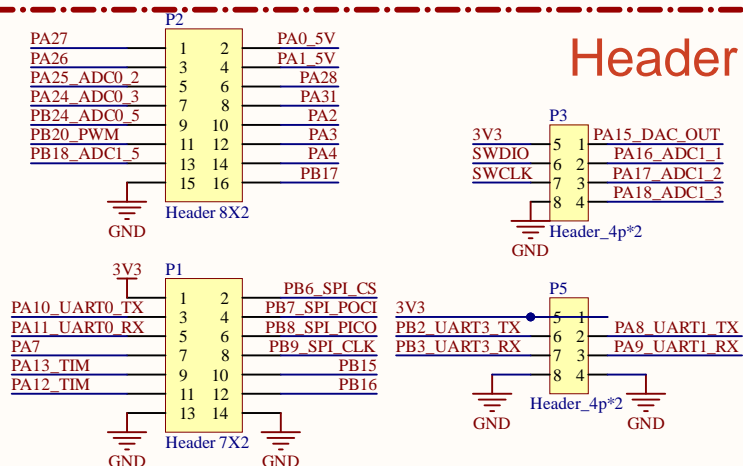 Header
P2
PA27 1 2 PA0_5V
PA26 3 4 PA1_5V
PA25_ADC0_2 5 6 PA28
PA24_ADC0_3 7 8 PA31
PB24_ADC0_5 9 10 PA2
PB20_PWM 11 12 PA3
PB18_ADC1_5 13 14 PA4
15 16 PB17
GND
Header 8X2
P3
3V3 5 1 PA15_DAC_OUT
SWDIO 6 2 PA16_ADC1_1
SWCLK 7 3 PA17_ADC1_2
8 4 PA18_ADC1_3
Header_4p*2
GND
3V3 P1
1 2 PB6_SPI_CS
PA10_UART0_TX 3 4 PB7_SPI_POCI
PA11_UART0_RX 5 6 PB8_SPI_PICO
PA7 7 8 PB9_SPI_CLK
PA13_TIM 9 10 PB15
PA12_TIM 11 12 PB16
13 14
Header 7X2
GND GND
P5
3V3 5 1
PB2_UART3_TX 6 2 PA8_UART1_TX
PB3_UART3_RX 7 3 PA9_UART1_RX
8 4
Header_4p*2
GND GND